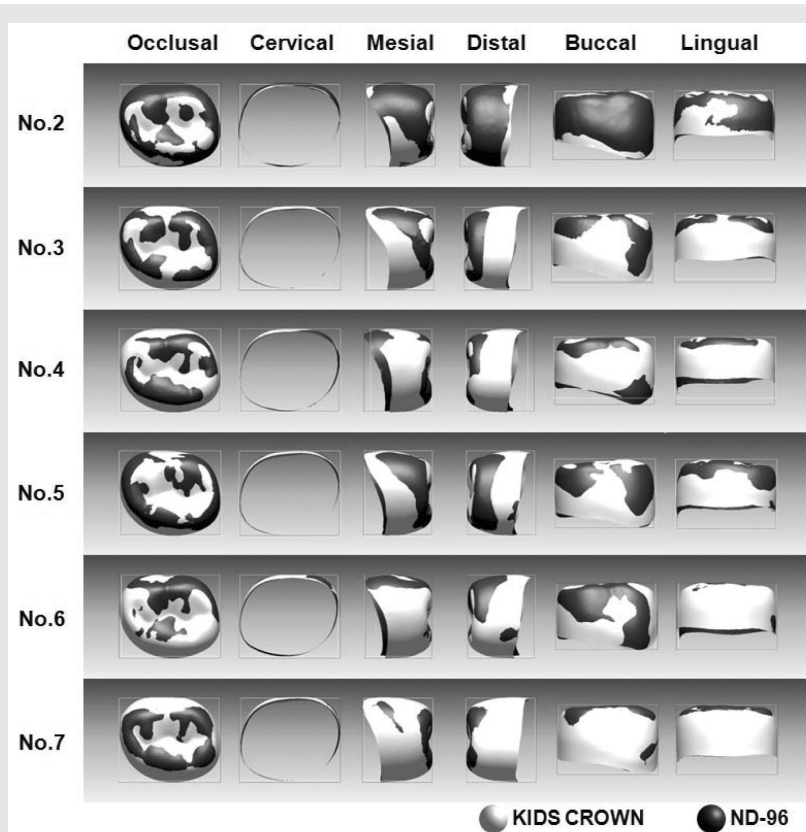 Occlusal Cervical Mesial Distal Buccal Lingual
No.2
No.3
No.4
No.5
No.6
No.7
KIDS CROWN ND-96